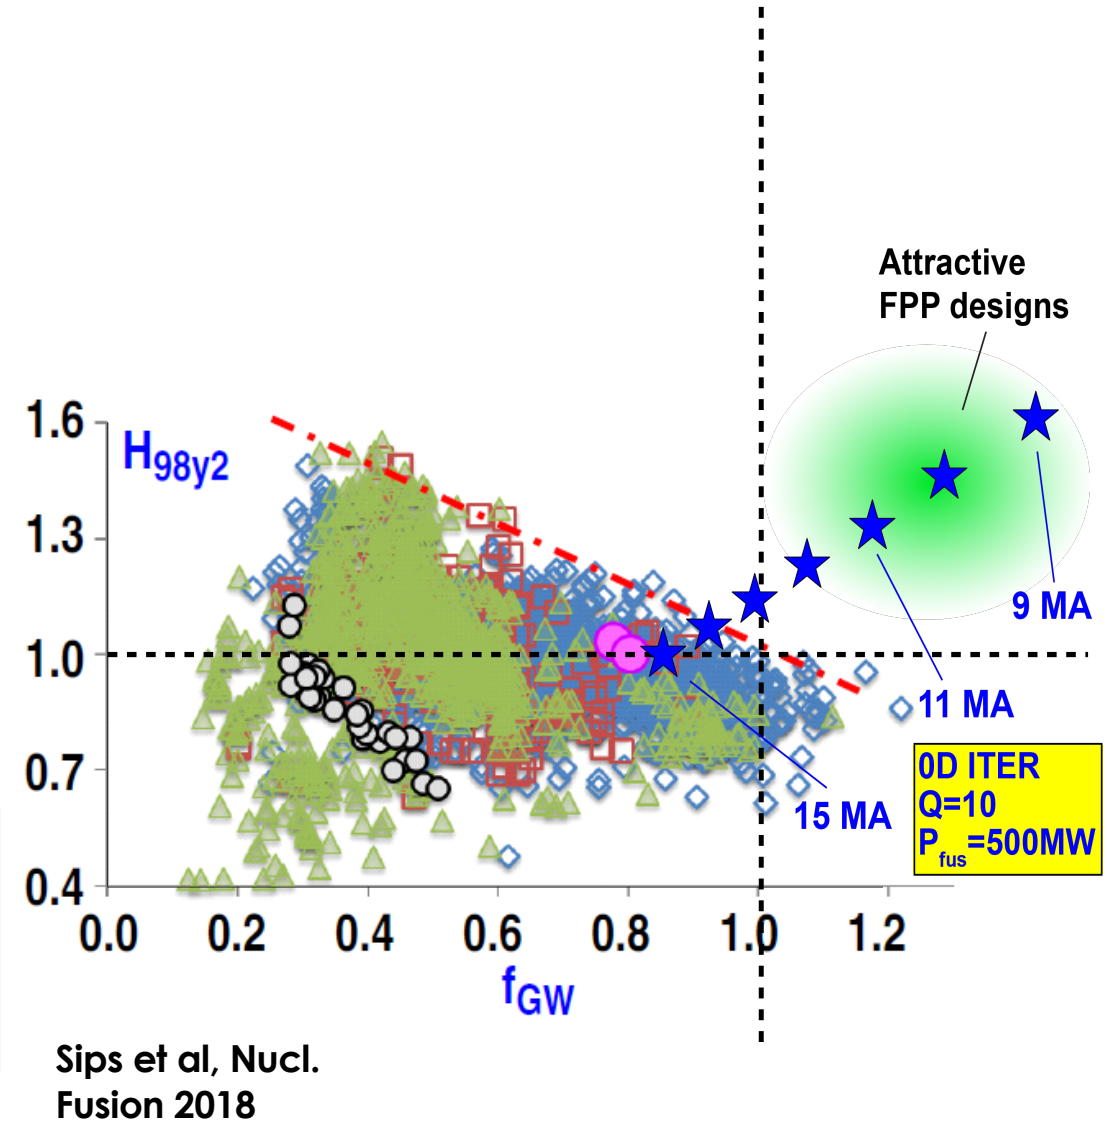 Attractive
FPP designs
1.6
H98y2
1.3
9 MA
1.0
11 MA
0D ITER
Q=10
Pfus=500MW
0.7
15 MA
0.4
0.0 0.2 0.4 0.6 0.8 1.0 1.2
fGW
Sips et al, Nucl.
Fusion 2018